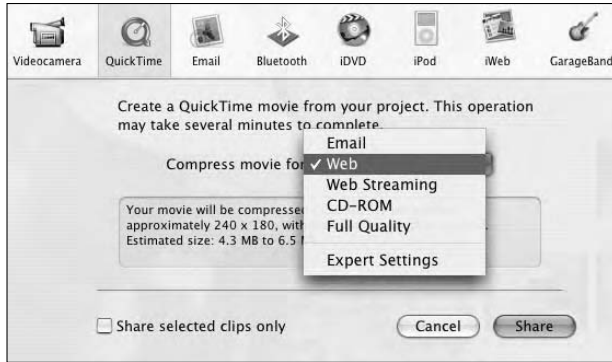 Videocamera QuickTime Email Bluetooth iDVD iPod iWeb GarageBand
Create a QuickTime movie from your project. This operation
may take several minutes to complete.
Compress movie for
Email
✓ Web
Web Streaming
CD-ROM
Full Quality
Expert Settings
Your movie will be compressed
approximately 240 x 180, with
Estimated size: 4.3 MB to 6.5
Share selected clips only
Cancel
Share